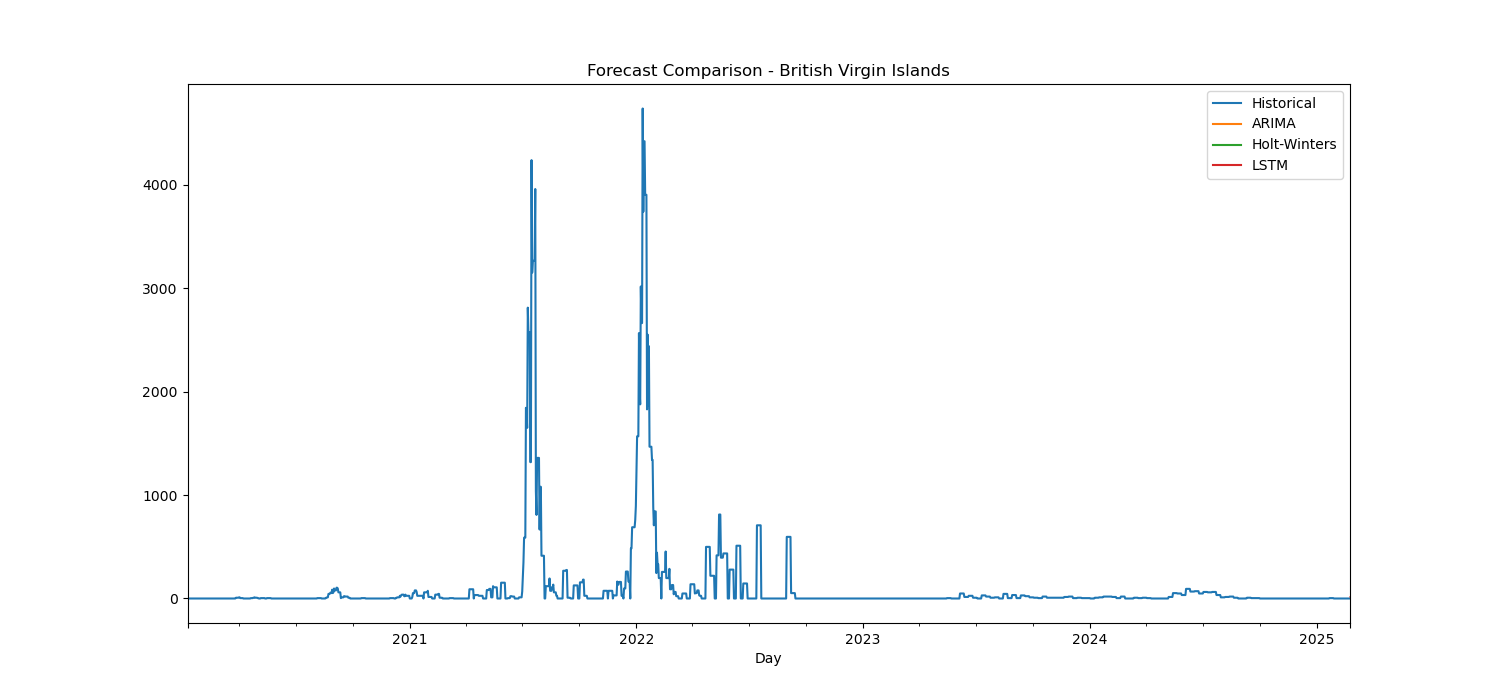 Forecast Comparison - British Virgin Islands
Historical
ARIMA
Holt-Winters
LSTM
4000
3000
2000
1000
0
2021 2022 2023 2024 2025
Day